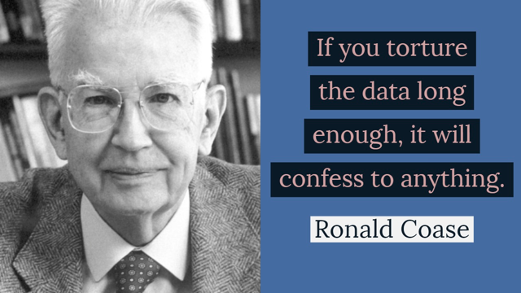 If you torture
the data long
enough, it will
confess to anything.
Ronald Coase